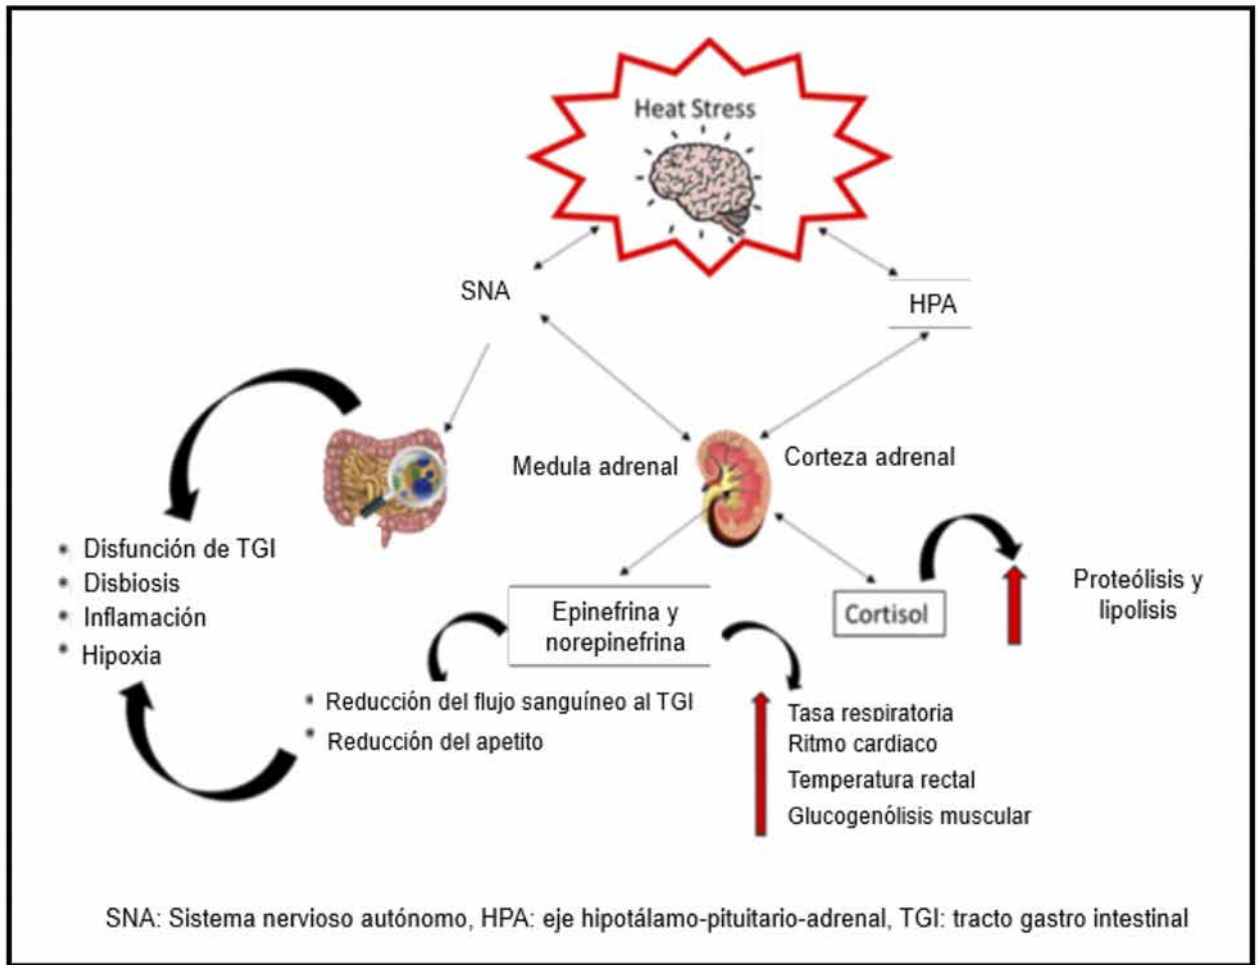 Heat Stress
SNA
HPA
Medula adrenal
Corteza adrenal
• Disfunción de TGI
• Disbiosis
• Inflamación
• Hipoxia
Epinefrina y
norepinefrina
Cortisol
Proteólisis y
lipolisis
• Reducción del flujo sanguíneo al TGI
• Reducción del apetito
Tasa respiratoria
Ritmo cardiaco
Temperatura rectal
Glucogenólisis muscular
SNA: Sistema nervioso autónomo, HPA: eje hipotálamo-pituitario-adrenal, TGI: tracto gastro intestinal